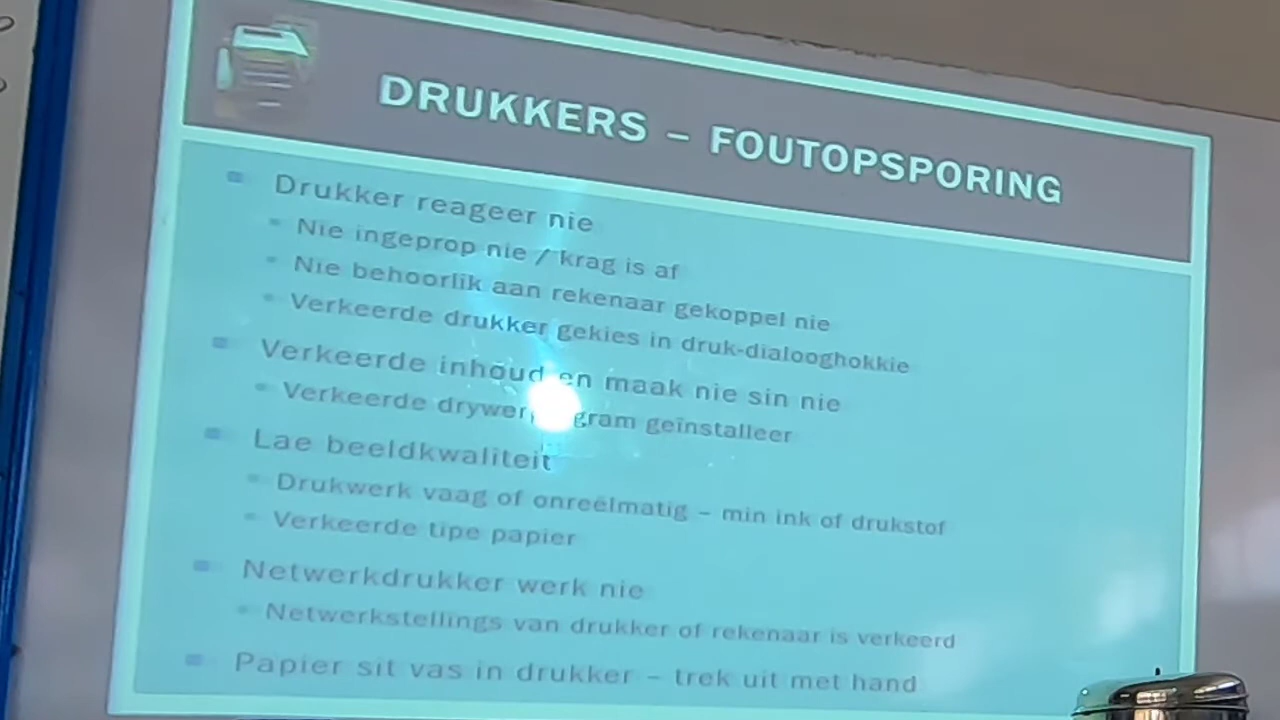 DRUKKERS – FOUTOPSPORING
Drukker reageer nie
Nie ingeprop nie / krag is af
Nie behoorlik aan rekenaar gekoppel nie
Verkeerde drukker gekies in druk-dialooghokkie
Verkeerde inhoud en maak nie sin nie
Verkeerde geïnstalleer
Lae beeldkwaliteit
Drukwerk vaag of onreëlmatig – min ink of drukstof
Verkeerde tipe papier
Netwerkdrukker werk nie
Netwerkstellings van drukker of rekenaar is verkeerd
Papier sit vas in drukker – trek uit met hand